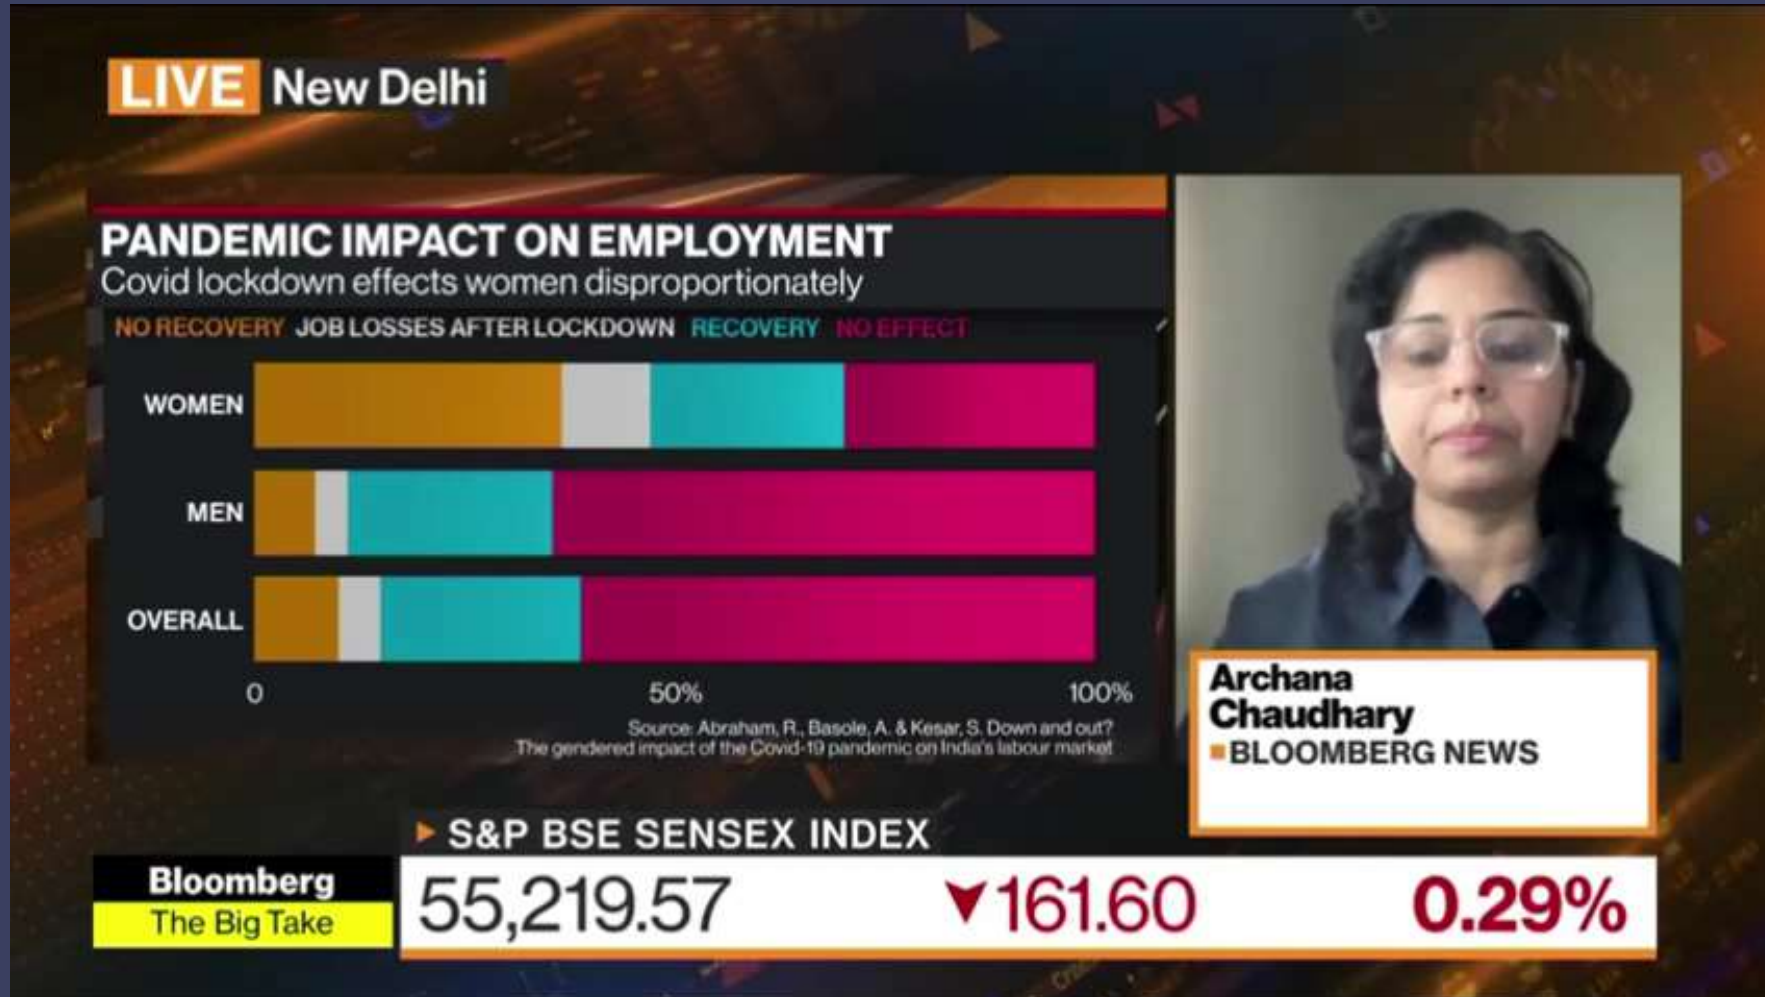 LIVE New Delhi
PANDEMIC IMPACT ON EMPLOYMENT
Covid lockdown effects women disproportionately
NO RECOVERY JOB LOSSES AFTER LOCKDOWN RECOVERY NO EFFECT
WOMEN
MEN
OVERALL
0 50% 100%
Source: Abraham, R., Basole, A. & Kesar, S. Down and out?
The gendered impact of the Covid-19 pandemic on India's labour market
Archana
Chaudhary
BLOOMBERG NEWS
S&P BSE SENSEX INDEX
Bloomberg
The Big Take
55,219.57 ▼161.60 0.29%